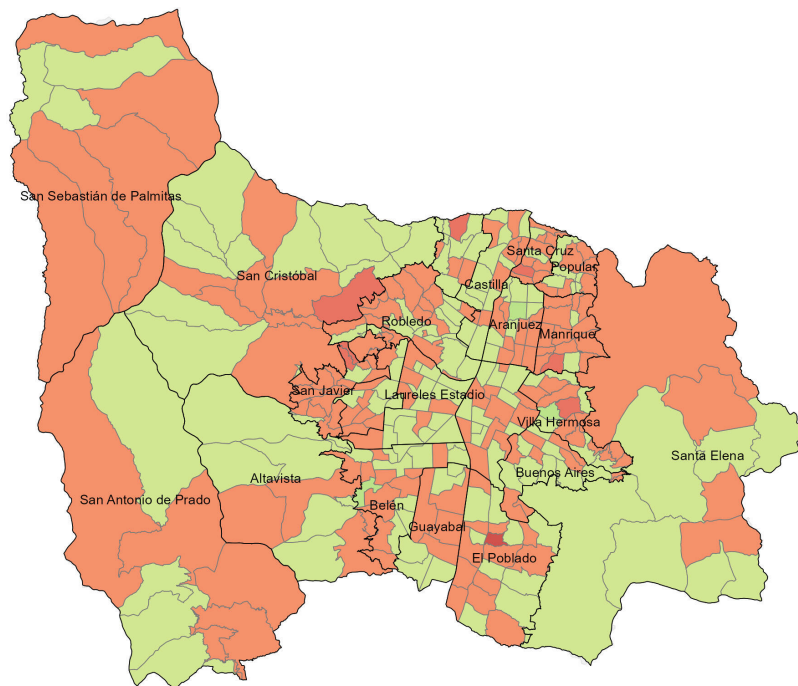 San Sebastián de Palmitas
Santa Cruz
Popular
San Cristóbal
Castilla
Robledo
Aranjuez
Manrique
San Javier
Laureles Estadio
Villa Hermosa
Santa Elena
Buenos Aires
Altavista
San Antonio de Prado
Belén
Guayabal
El Poblado